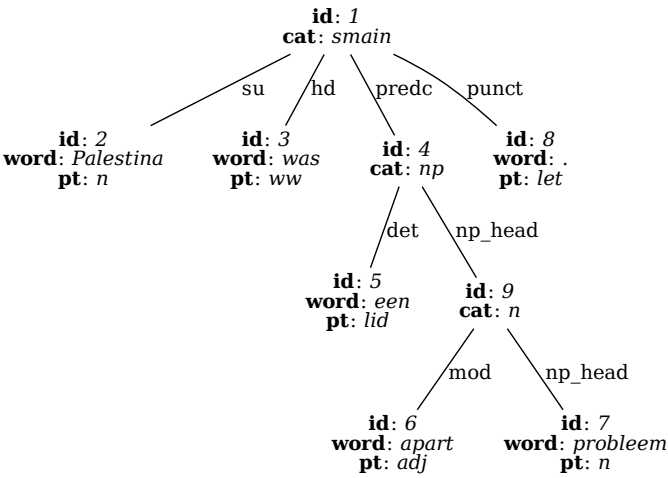 id: 1
cat: smain
su
hd
predc
punct
id: 2
word: Palestina
pt: n
id: 3
word: was
pt: ww
id: 4
cat: np
id: 8
word: .
pt: let
det
np_head
id: 5
word: een
pt: lid
id: 9
cat: n
mod
np_head
id: 6
word: apart
pt: adj
id: 7
word: probleem
pt: n